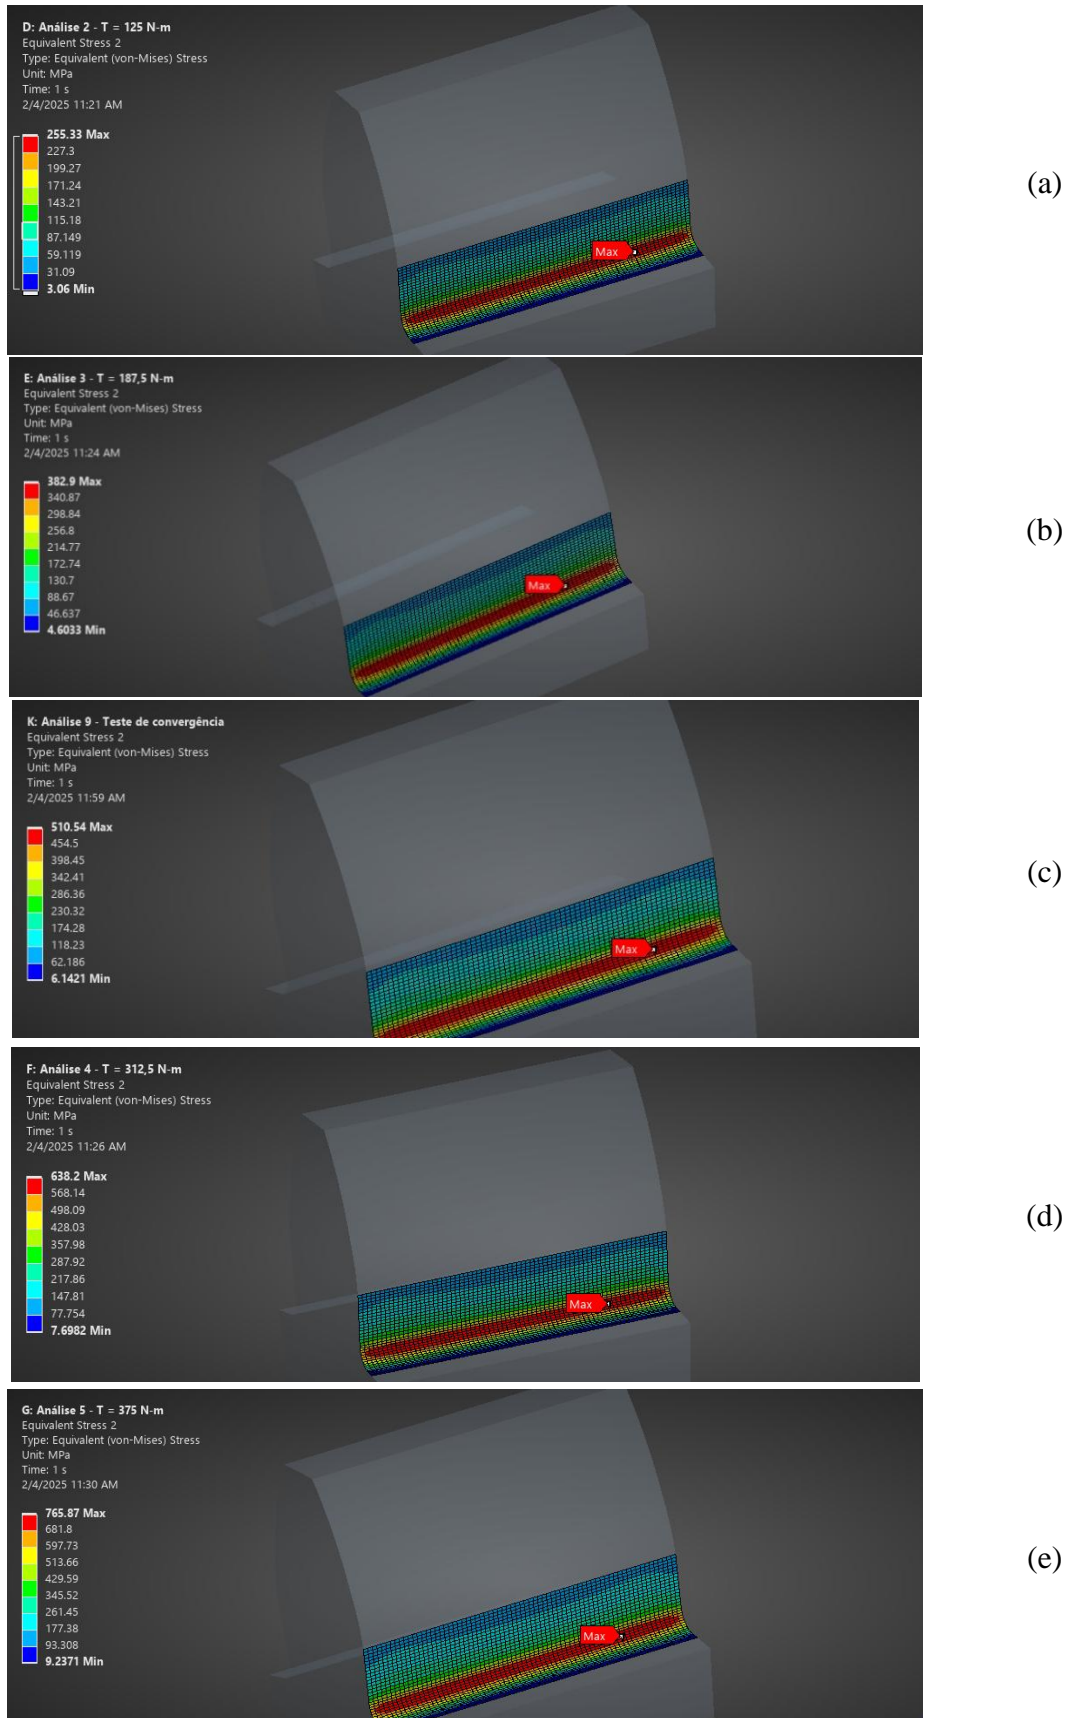 D: Análise 2 - T = 125 N-m
Equivalent Stress 2
Type: Equivalent (von-Mises) Stress
Unit: MPa
Time: 1 s
2/4/2025 11:21 AM
255.33 Max
227.3
199.27
171.24
143.21
115.18
87.149
59.119
31.09
3.06 Min
Max
(a)
E: Análise 3 - T = 187,5 N-m
Equivalent Stress 2
Type: Equivalent (von-Mises) Stress
Unit: MPa
Time: 1 s
2/4/2025 11:24 AM
382.9 Max
340.87
298.84
256.8
214.77
172.74
130.7
88.67
46.637
4.6033 Min
Max
(b)
K: Análise 9 - Teste de convergência
Equivalent Stress 2
Type: Equivalent (von-Mises) Stress
Unit: MPa
Time: 1 s
2/4/2025 11:59 AM
510.54 Max
454.5
398.45
342.41
286.36
230.32
174.28
118.23
62.186
6.1421 Min
Max
(c)
F: Análise 4 - T = 312,5 N-m
Equivalent Stress 2
Type: Equivalent (von-Mises) Stress
Unit: MPa
Time: 1 s
2/4/2025 11:26 AM
638.2 Max
568.14
498.09
428.03
357.98
287.92
217.86
147.81
77.754
7.6982 Min
Max
(d)
G: Análise 5 - T = 375 N-m
Equivalent Stress 2
Type: Equivalent (von-Mises) Stress
Unit: MPa
Time: 1 s
2/4/2025 11:30 AM
765.87 Max
681.8
597.73
513.66
429.59
345.52
261.45
177.38
93.308
9.2371 Min
Max
(e)